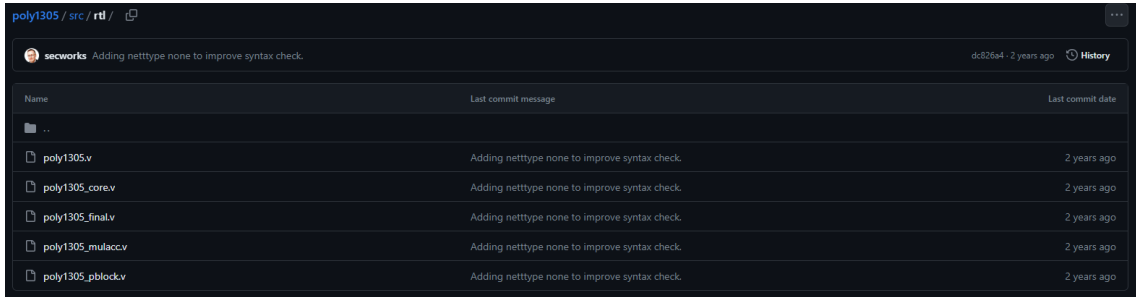 poly1305 / src / rtl /
secworks Adding netttype none to improve syntax check. dc826a4 · 2 years ago History
Name Last commit message Last commit date
..
poly1305.v Adding netttype none to improve syntax check. 2 years ago
poly1305_core.v Adding netttype none to improve syntax check. 2 years ago
poly1305_final.v Adding netttype none to improve syntax check. 2 years ago
poly1305_mulacc.v Adding netttype none to improve syntax check. 2 years ago
poly1305_pblock.v Adding netttype none to improve syntax check. 2 years ago